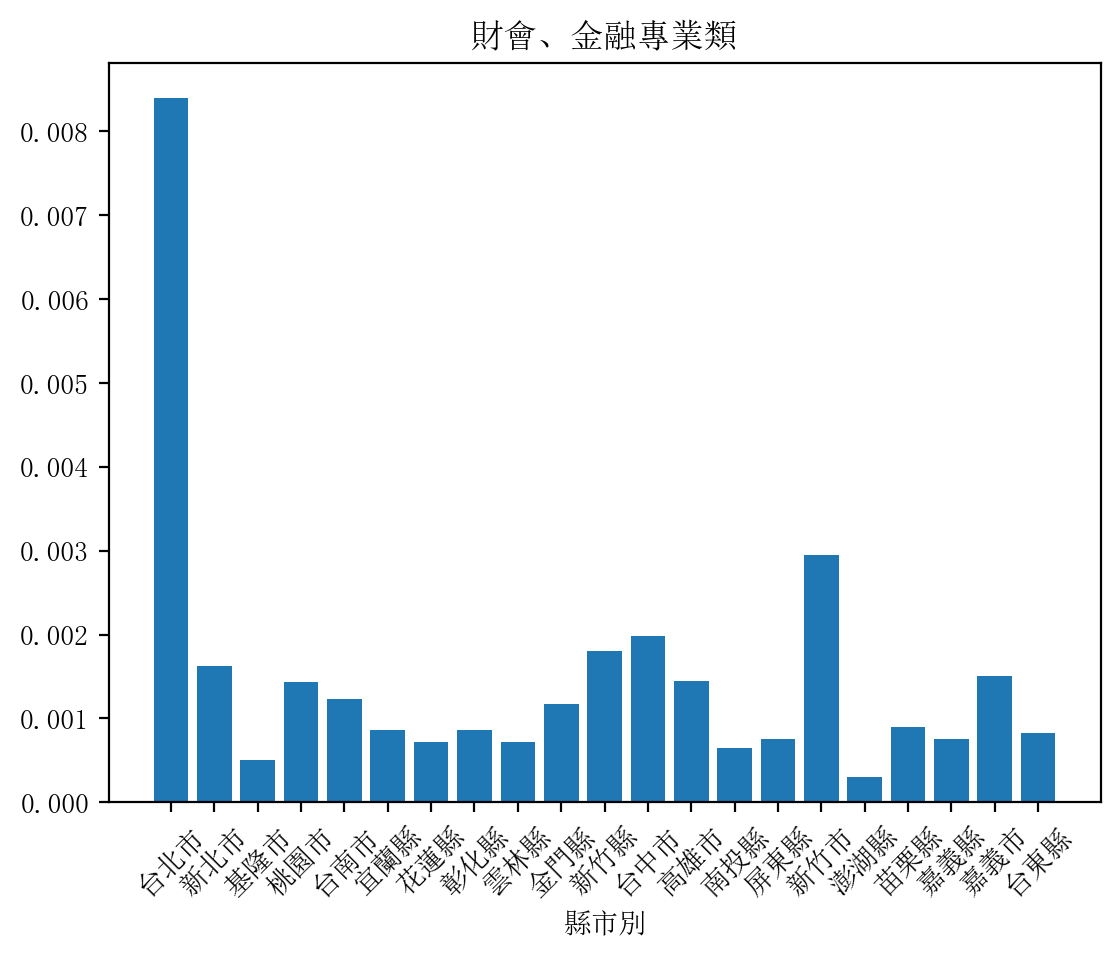 財會、金融專業類
0.008
0.007
0.006
0.005
0.004
0.003
0.002
0.001
0.000
台北市
新北市
基隆市
桃園市
台南市
宜蘭縣
花蓮縣
彰化縣
雲林縣
金門縣
新竹縣
台中市
高雄市
南投縣
屏東縣
新竹市
澎湖縣
苗栗縣
嘉義縣
嘉義市
台東縣
縣市別